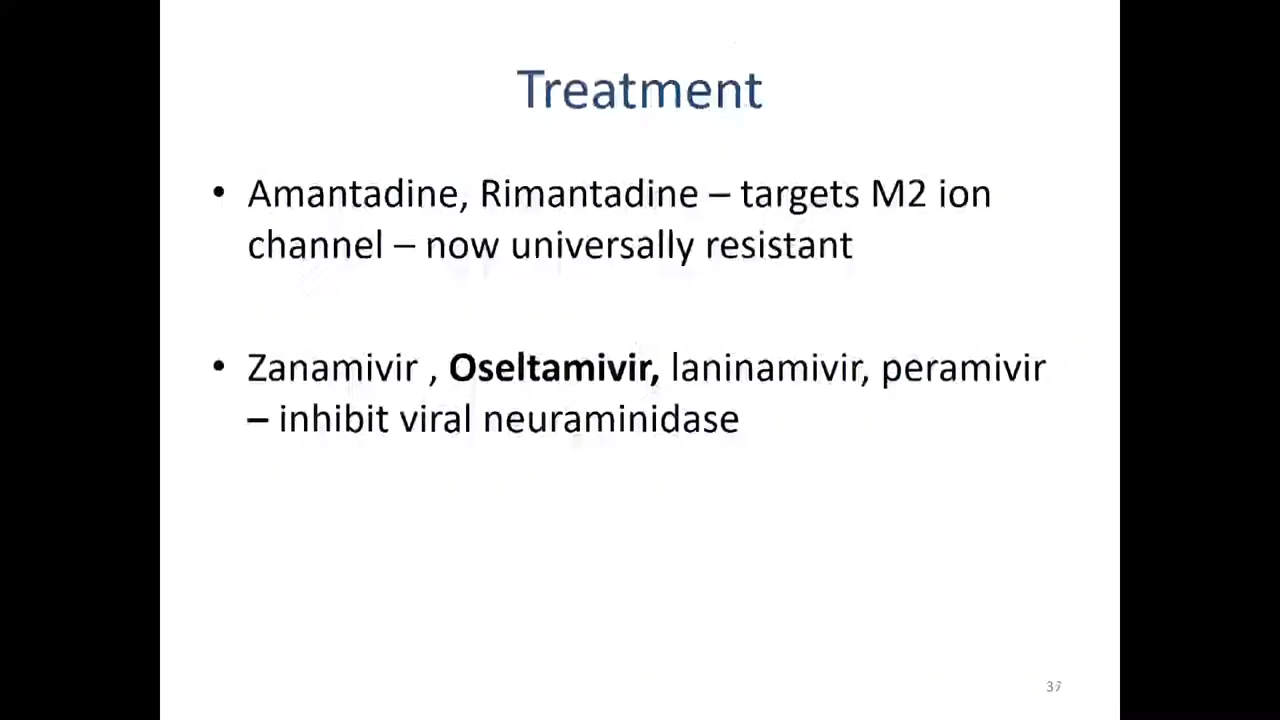 Treatment
• Amantadine, Rimantadine – targets M2 ion
channel – now universally resistant
• Zanamivir , Oseltamivir, laninamivir, peramivir
– inhibit viral neuraminidase
37